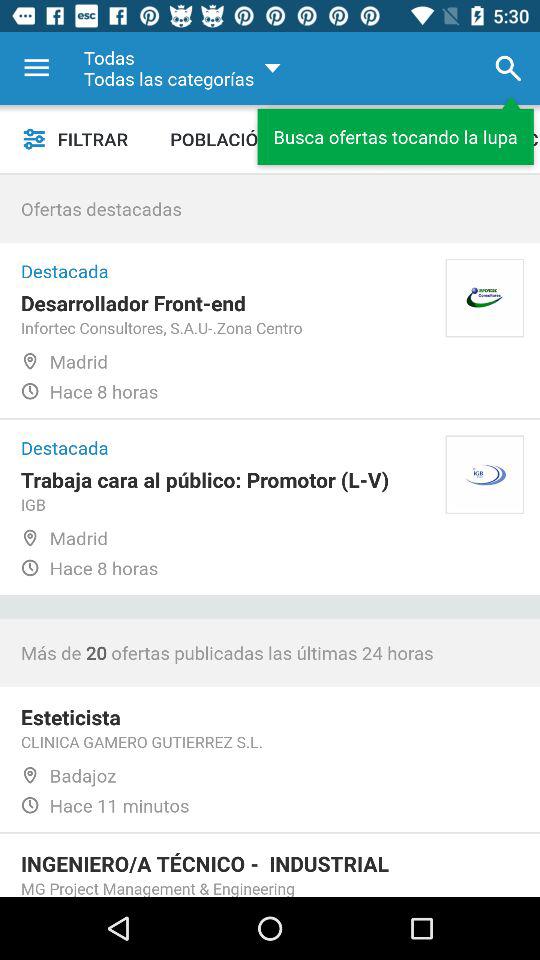 esc
5:30
Todas
Todas las categorías
FILTRAR
POBLACIÓ
Busca ofertas tocando la lupa
Ofertas destacadas
Destacada
Desarrollador Front-end
Infortec Consultores, S.A.U-.Zona Centro
Madrid
Hace 8 horas
Destacada
Trabaja cara al público: Promotor (L-V)
IGB
IGB
Madrid
Hace 8 horas
Más de 20 ofertas publicadas las últimas 24 horas
Esteticista
CLINICA GAMERO GUTIERREZ S.L.
Badajoz
Hace 11 minutos
INGENIERO/A TÉCNICO - INDUSTRIAL
MG Project Management & Engineering